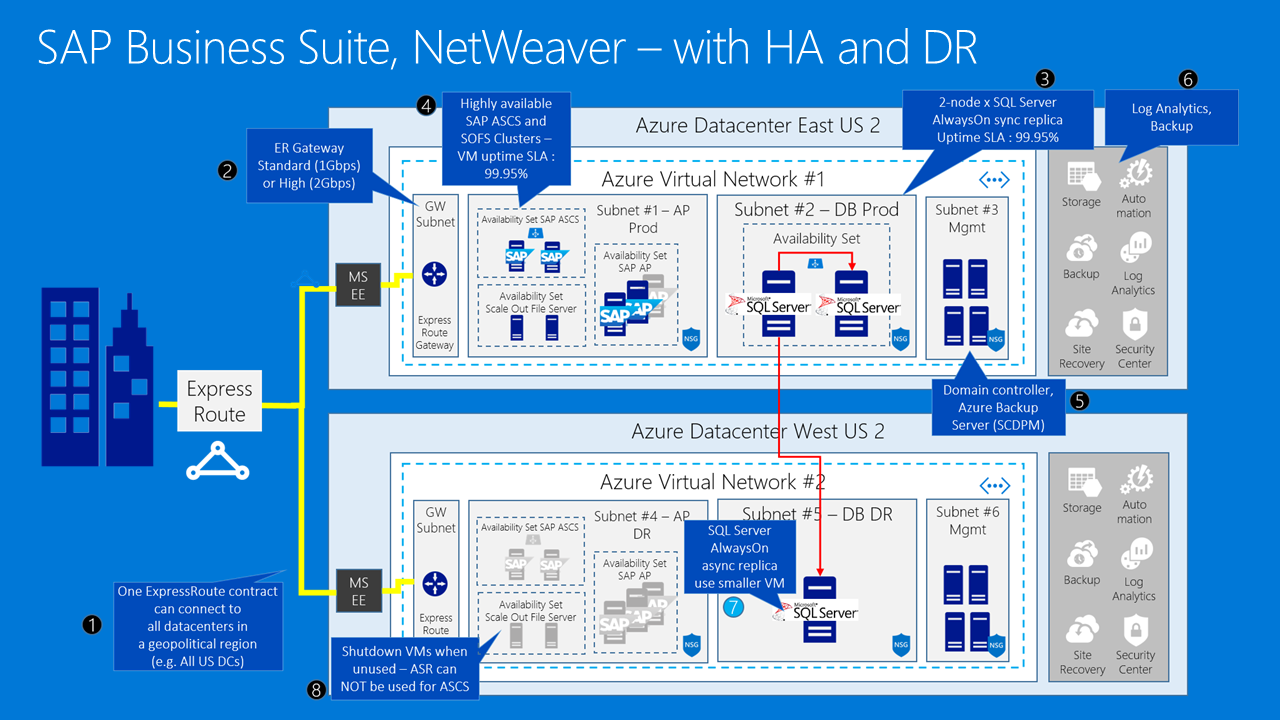 SAP Business Suite, NetWeaver – with HA and DR
4
Highly available
SAP ASCS and
SOFS Clusters –
VM uptime SLA :
99.95%
3
2-node x SQL Server
AlwaysOn sync replica
Uptime SLA : 99.95%
6
Log Analytics,
Backup
2
ER Gateway
Standard (1Gbps)
or High (2Gbps)
Azure Datacenter East US 2
Azure Virtual Network #1
GW
Subnet
Express
Route
Gateway
MS
EE
Availability Set SAP ASCS
SAP
SAP
Availability Set
Scale Out File Server
Subnet #1 – AP
Prod
Availability Set
SAP AP
SAP
SAP
SAP
NSG
Subnet #2 – DB Prod
Availability Set
Microsoft
SQL Server
Microsoft
SQL Server
NSG
Subnet #3
Mgmt
NSG
Storage
Auto
mation
Backup
Log
Analytics
Site
Recovery
Security
Center
Domain controller,
Azure Backup
Server (SCDPM)
5
Express
Route
Azure Datacenter West US 2
Azure Virtual Network #2
GW
Subnet
Express
Route
MS
EE
Availability Set SAP ASCS
SAP
SAP
Availability Set
Scale Out File Server
Subnet #4 – AP
DR
Availability Set
SAP AP
SAP
SAP
SAP
NSG
Subnet #5 – DB DR
SQL Server
AlwaysOn
async replica
use smaller VM
7
Microsoft
SQL Server
NSG
Subnet #6
Mgmt
NSG
Storage
Auto
mation
Backup
Log
Analytics
Site
Recovery
Security
Center
1
One ExpressRoute contract
can connect to
all datacenters in
a geopolitical region
(e.g. All US DCs)
8
Shutdown VMs when
unused – ASR can
NOT be used for ASCS